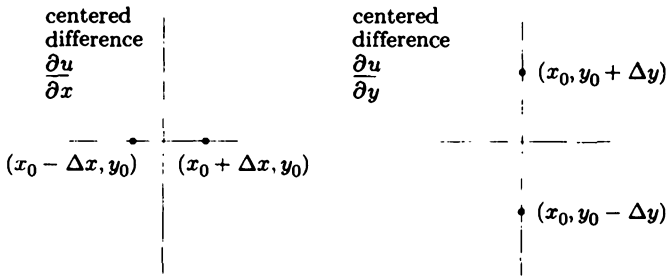 centered
difference
∂u
∂x
(x₀ − Δx, y₀)
(x₀ + Δx, y₀)
centered
difference
∂u
∂y
(x₀, y₀ + Δy)
(x₀, y₀ − Δy)